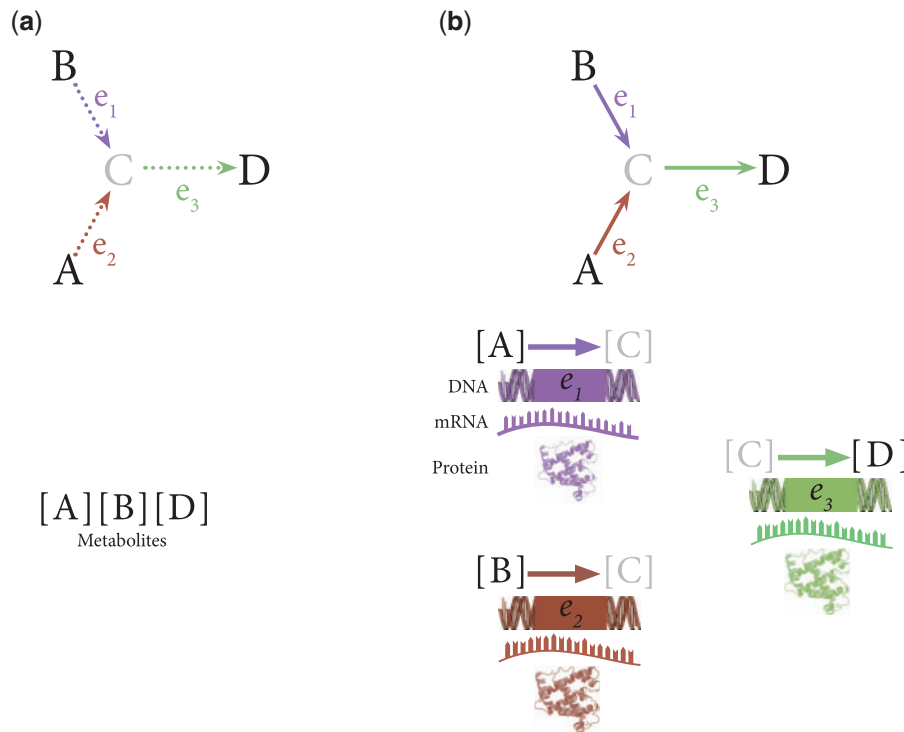 (a)
B
e1
C
D
e3
e2
A
[A][B][D]
Metabolites
(b)
B
e1
C
D
e3
e2
A
[A] [C]
DNA
e1
mRNA
Protein
[C] [D]
e3
[B] [C]
e2